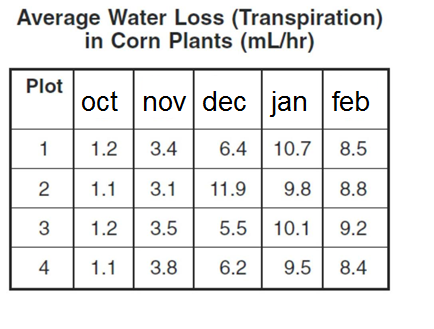 Average Water Loss (Transpiration)
in Corn Plants (mL/hr)
Plot oct nov dec jan feb
1 1.2 3.4 6.4 10.7 8.5
2 1.1 3.1 11.9 9.8 8.8
3 1.2 3.5 5.5 10.1 9.2
4 1.1 3.8 6.2 9.5 8.4